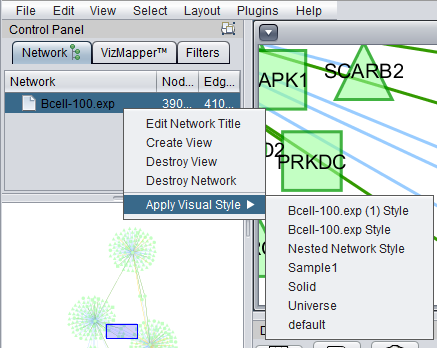 File Edit View Select Layout Plugins Help
Control Panel
Network VizMapper™ Filters
Network Nod... Edg...
Bcell-100.exp 390... 410...
Edit Network Title
Create View
Destroy View
Destroy Network
Apply Visual Style
Bcell-100.exp (1) Style
Bcell-100.exp Style
Nested Network Style
Sample1
Solid
Universe
default
APK1
SCARB2
D2
PRKDC
D